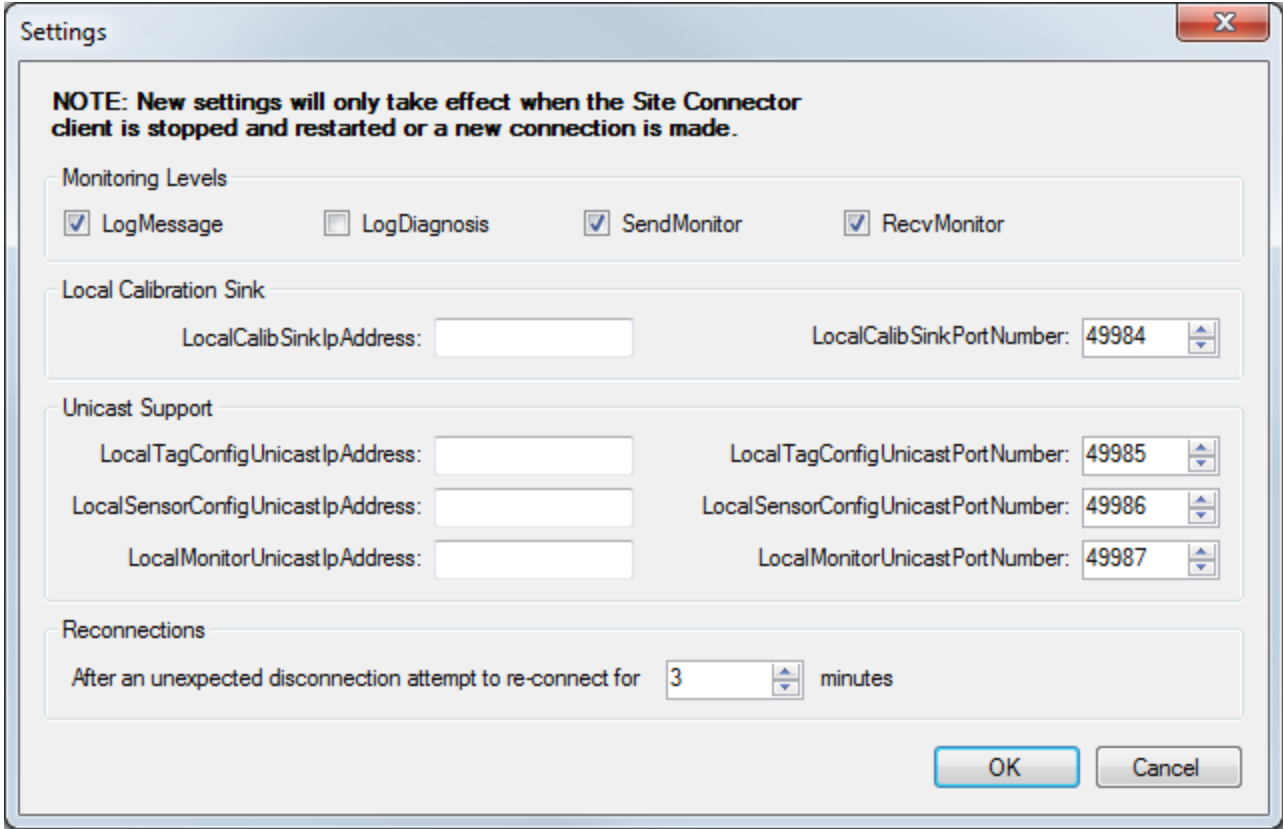 Settings
NOTE: New settings will only take effect when the Site Connector
client is stopped and restarted or a new connection is made.
Monitoring Levels
LogMessage LogDiagnosis SendMonitor RecvMonitor
Local Calibration Sink
LocalCalibSinkIpAddress: LocalCalibSinkPortNumber: 49984
Unicast Support
LocalTagConfigUnicastIpAddress: LocalTagConfigUnicastPortNumber: 49985
LocalSensorConfigUnicastIpAddress: LocalSensorConfigUnicastPortNumber: 49986
LocalMonitorUnicastIpAddress: LocalMonitorUnicastPortNumber: 49987
Reconnections
After an unexpected disconnection attempt to re-connect for 3 minutes
OK Cancel